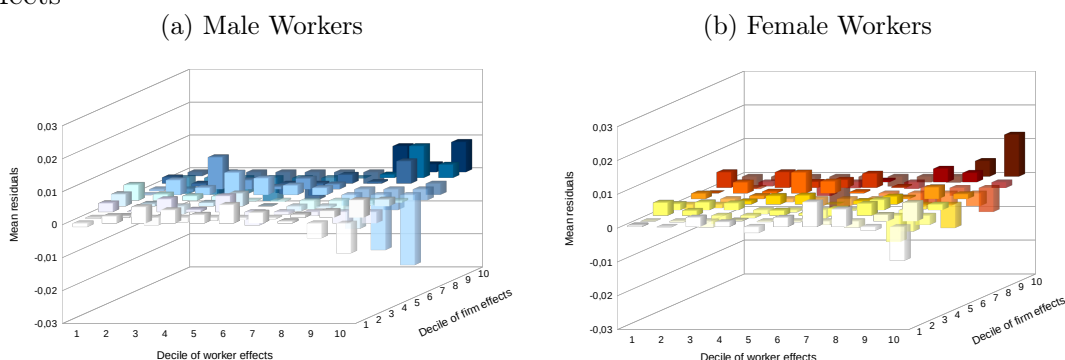 (a) Male Workers
(b) Female Workers
0,03
0,02
0,01
0
-0,01
-0,02
-0,03
Mean residuals
1 2 3 4 5 6 7 8 9 10
Decile of worker effects
1 2 3 4 5 6 7 8 9 10
Decile of firm effects
0,03
0,02
0,01
0
-0,01
-0,02
-0,03
Mean residuals
1 2 3 4 5 6 7 8 9 10
Decile of worker effects
1 2 3 4 5 6 7 8 9 10
Decile of firm effects